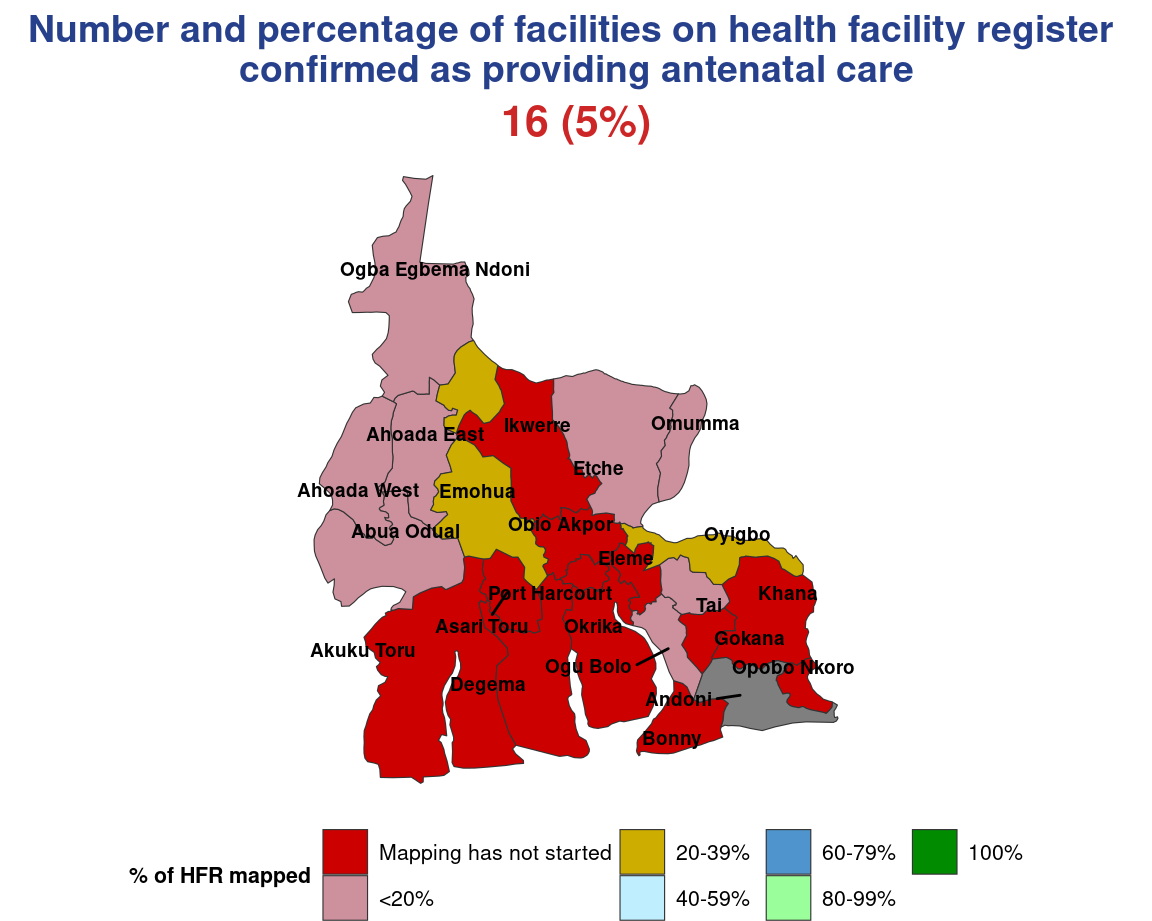 Number and percentage of facilities on health facility register
confirmed as providing antenatal care
16 (5%)
Ogba Egbema Ndoni
Ikwerre
Omumma
Ahoada East
Etche
Ahoada West
Emohua
Abua Odual
Obio Akpor
Oyigbo
Eleme
Port Harcourt
Khana
Tai
Asari Toru
Okrika
Gokana
Akuku Toru
Ogu Bolo
Opobo Nkoro
Degema
Andoni
Bonny
% of HFR mapped
Mapping has not started
<20%
20-39%
40-59%
60-79%
80-99%
100%